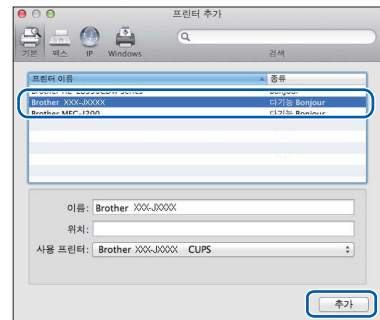 프린터 추가
기본 팩스 IP Windows 검색
프린터 이름 종류
Brother XXX-JXXXX 다기능 Bonjour
Brother MFC-J200 다기능 Bonjour
이름: Brother XXX-JXXXX
위치:
사용 프린터: Brother XXX-JXXXX CUPS
추가